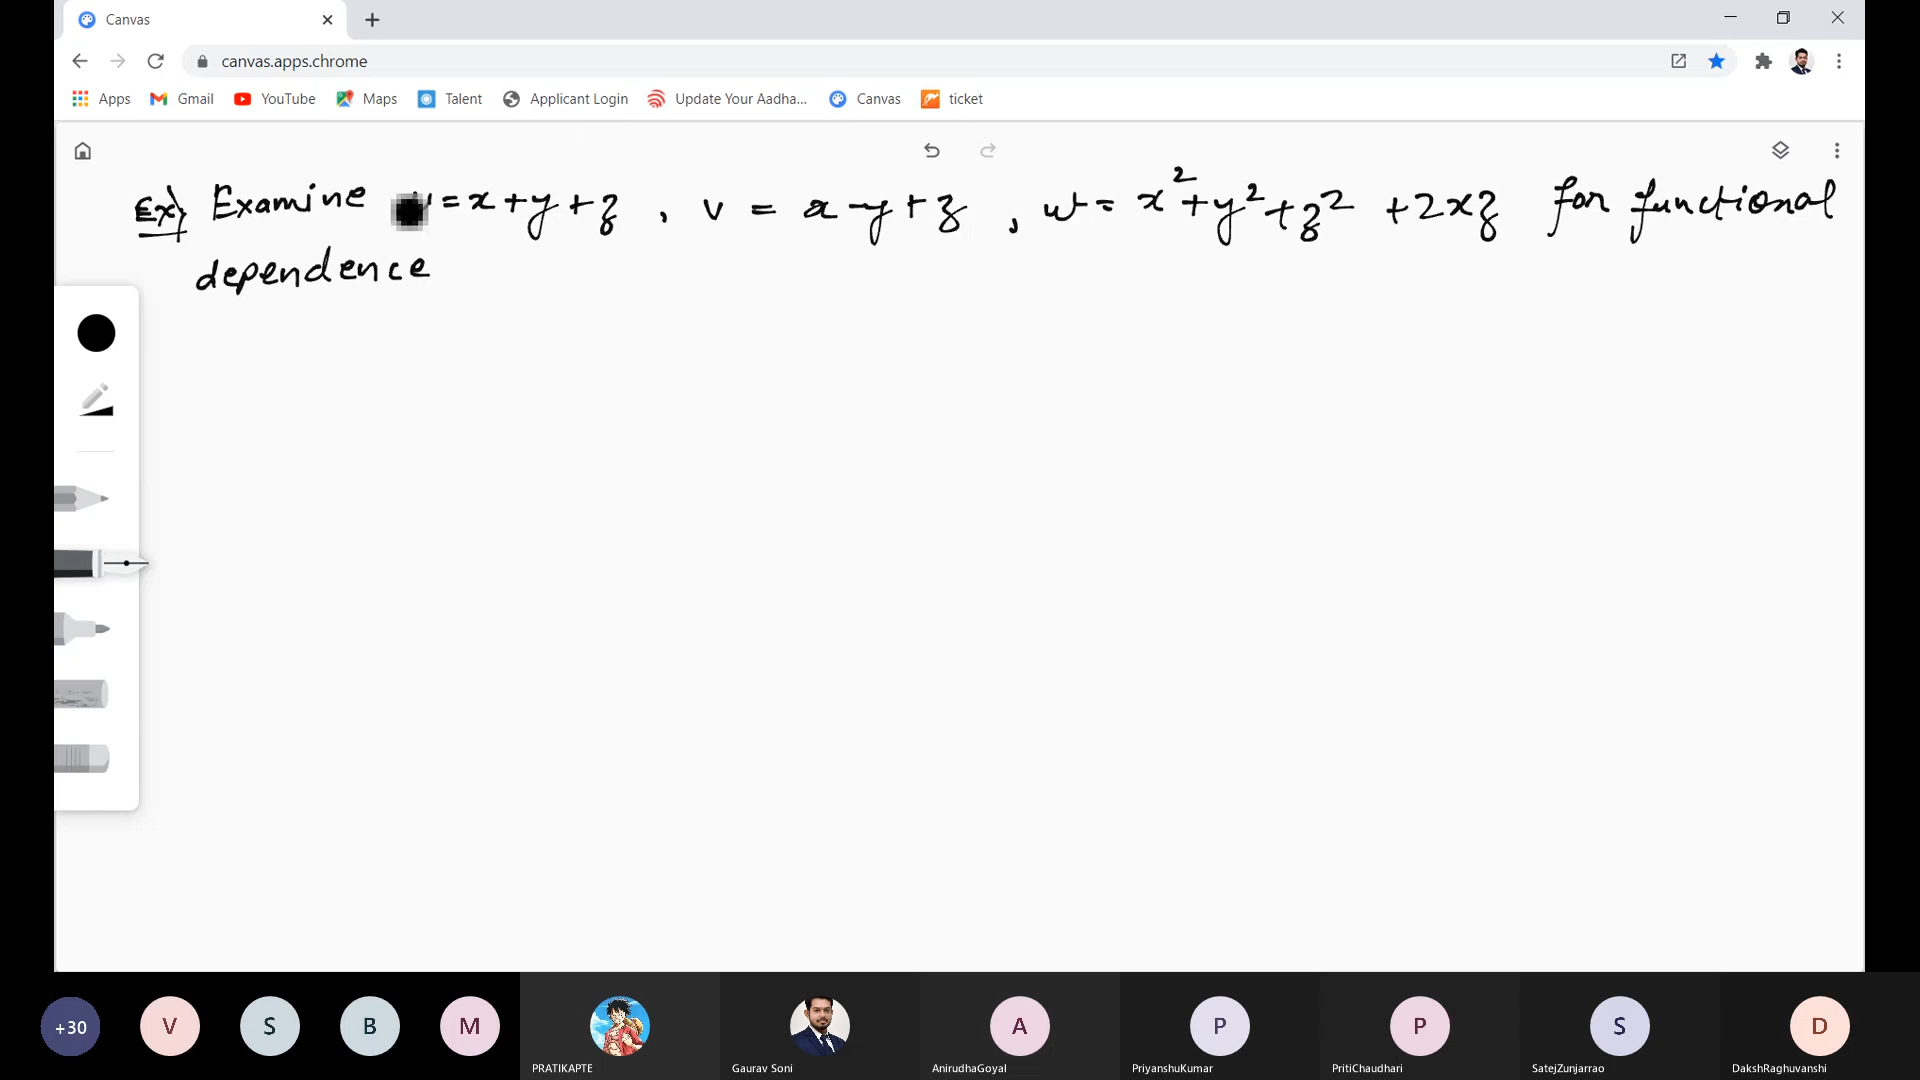 Canvas
canvas.apps.chrome
Apps Gmail YouTube Maps Talent Applicant Login Update Your Aadha... Canvas ticket
Ex) Examine =x+y+z , v = x-y+z , w= x²+y²+z² +2xz for functional
dependence
+30 V S B M A P P S D
PRATIKAPTE Gaurav Soni AnirudhaGoyal PriyanshuKumar PritiChaudhari SatejZunjarrao DakshRaghuvanshi